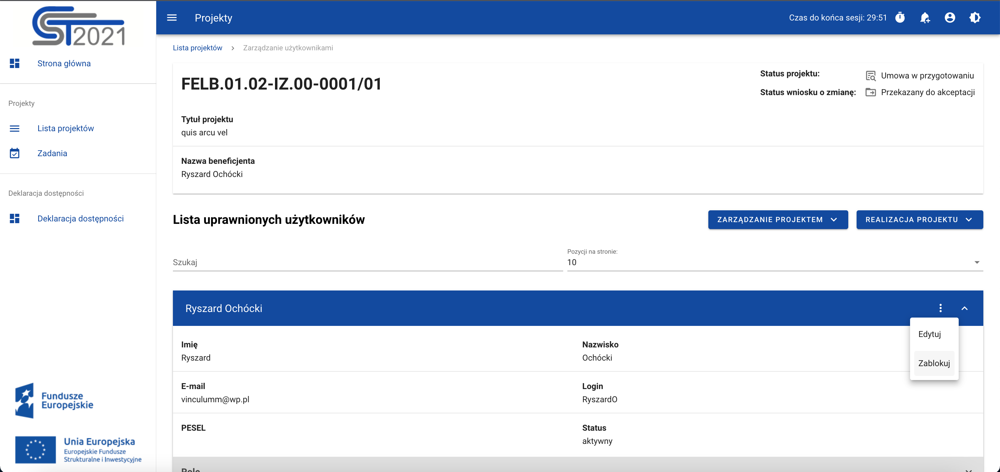 CST2021
Projekty
Czas do końca sesji: 29:51
Strona główna
Projekty
Lista projektów
Zadania
Deklaracja dostępności
Deklaracja dostępności
Fundusze
Europejskie
Unia Europejska
Europejskie Fundusze
Strukturalne i Inwestycyjne
Lista projektów
Zarządzanie użytkownikami
FELB.01.02-IZ.00-0001/01
Status projektu:
Umowa w przygotowaniu
Status wniosku o zmianę:
Przekazany do akceptacji
Tytuł projektu
quis arcu vel
Nazwa beneficjenta
Ryszard Ochócki
Lista uprawnionych użytkowników
ZARZĄDZANIE PROJEKTEM
REALIZACJA PROJEKTU
Szukaj
Pozycji na stronie:
10
Ryszard Ochócki
Edytuj
Zablokuj
Imię
Ryszard
Nazwisko
Ochócki
E-mail
vinculumm@wp.pl
Login
RyszardO
PESEL
Status
aktywny
Role